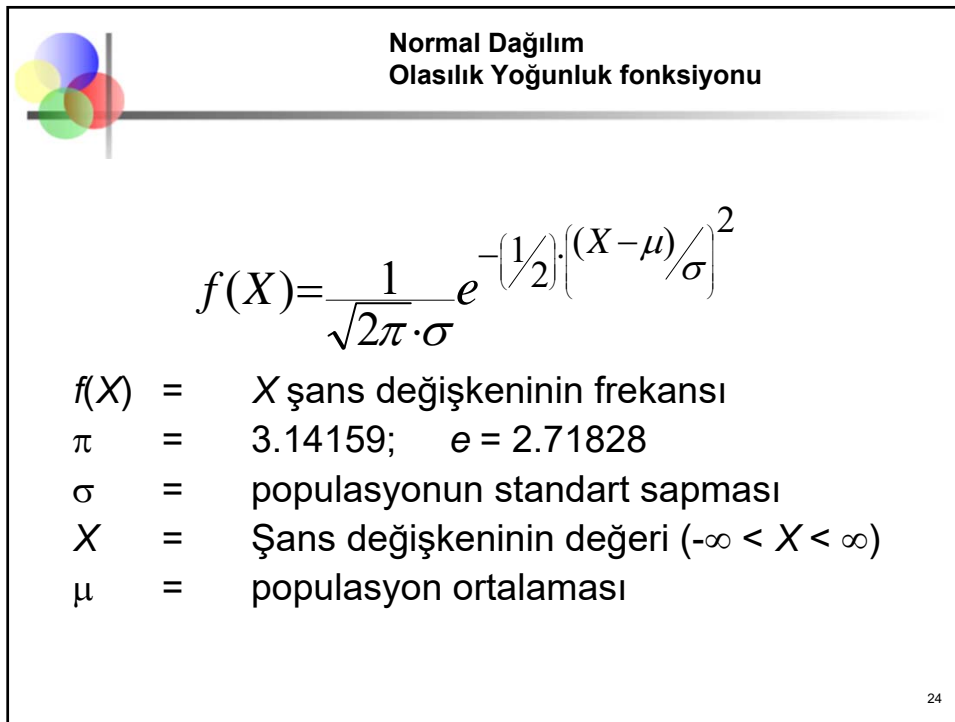 Normal Dağılım
Olasılık Yoğunluk fonksiyonu
f(X)= 1/(√2π·σ) e^(-(1/2)·((X-μ)/σ)^2)
f(X) = X şans değişkeninin frekansı
π = 3.14159; e = 2.71828
σ = populasyonun standart sapması
X = Şans değişkeninin değeri (-∞ < X < ∞)
μ = populasyon ortalaması
24